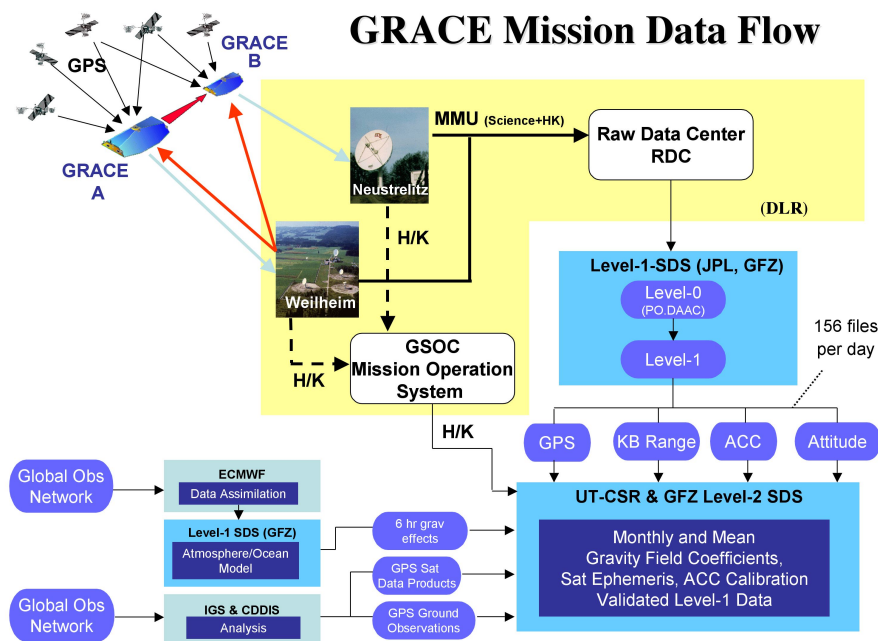 GRACE Mission Data Flow
GPS
GRACE
B
GRACE
A
Neustrelitz
MMU (Science+HK)
Raw Data Center
RDC
(DLR)
H/K
Weilheim
H/K
GSOC
Mission Operation
System
H/K
Level-1-SDS (JPL, GFZ)
Level-0
(PO.DAAC)
Level-1
156 files
per day
GPS
KB Range
ACC
Attitude
Global Obs
Network
ECMWF
Data Assimilation
Level-1 SDS (GFZ)
Atmosphere/Ocean
Model
6 hr grav
effects
GPS Sat
Data Products
Global Obs
Network
IGS & CDDIS
Analysis
GPS Ground
Observations
UT-CSR & GFZ Level-2 SDS
Monthly and Mean
Gravity Field Coefficients,
Sat Ephemeris, ACC Calibration
Validated Level-1 Data